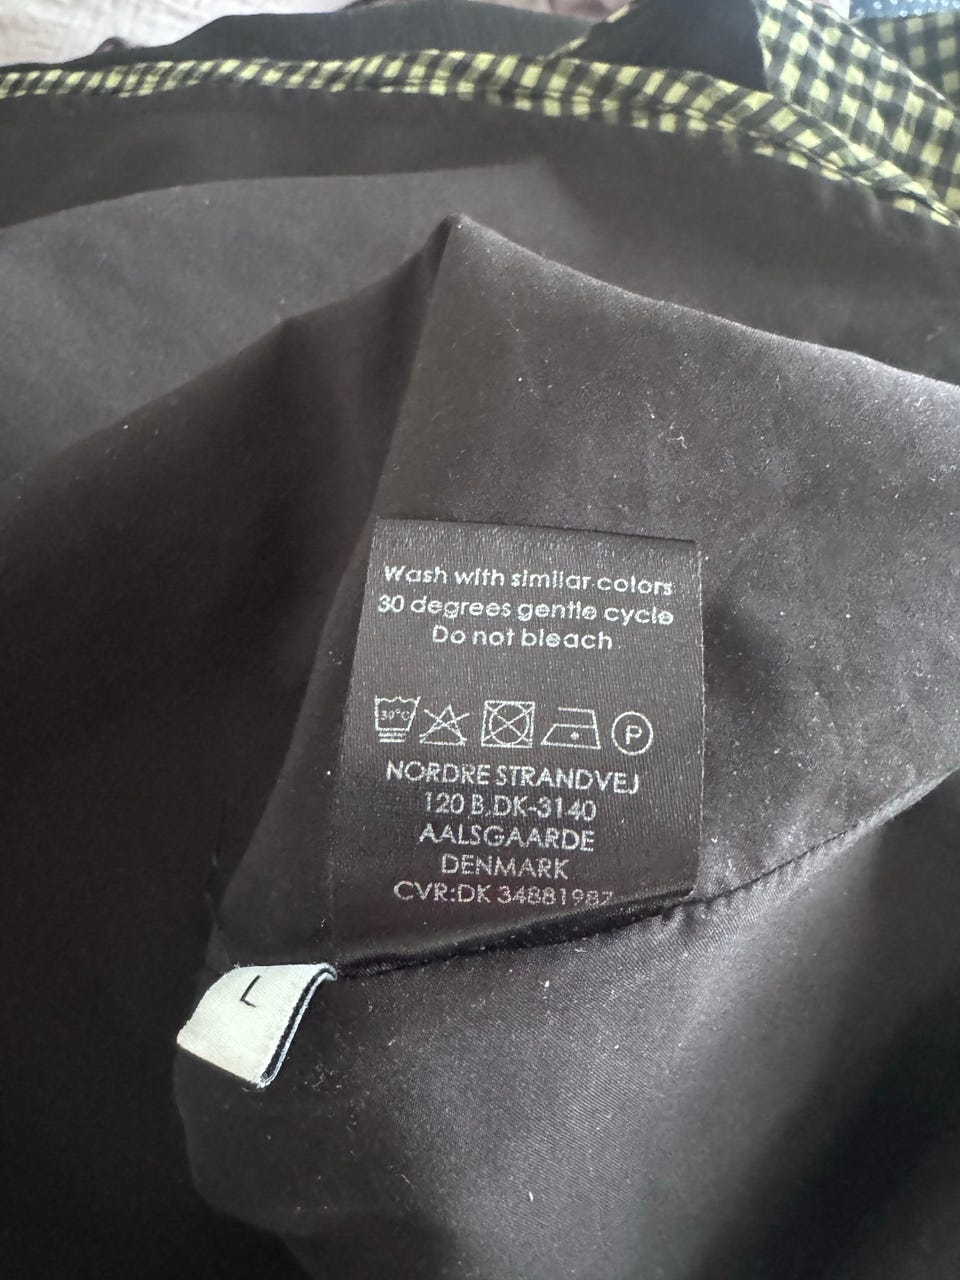 Wash with similar colors
30 degrees gentle cycle
Do not bleach
30°C P
NORDRE STRANDVEJ
120 B.DK-3140
AALSGAARDE
DENMARK
CVR:DK 34881987
L